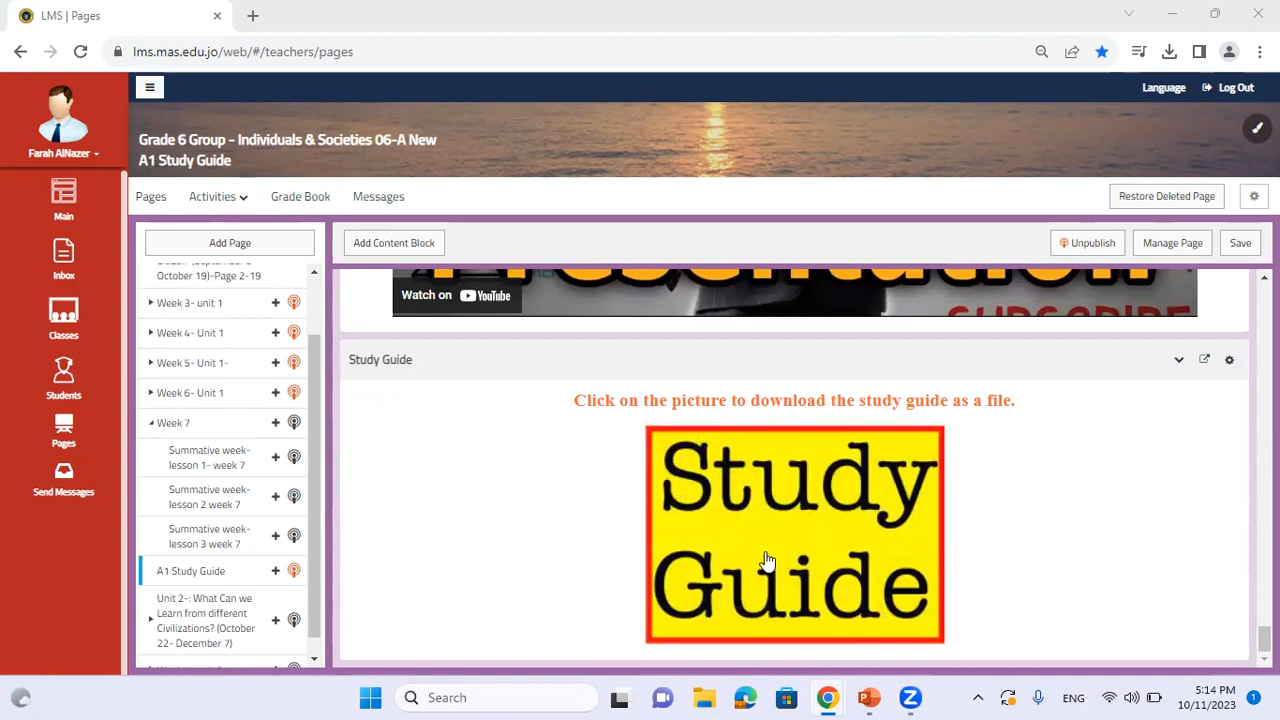 LMS | Pages
lms.mas.edu.jo/web/#/teachers/pages
Language
Log Out
Farah AlNazer
Grade 6 Group - Individuals & Societies 06-A New
A1 Study Guide
Pages
Activities
Grade Book
Messages
Restore Deleted Page
Main
Inbox
Classes
Students
Pages
Send Messages
Add Page
October 19)-Page 2-19
Week 3- unit 1
Week 4- Unit 1
Week 5- Unit 1-
Week 6- Unit 1
Week 7
Summative week-
lesson 1- week 7
Summative week-
lesson 2 week 7
Summative week-
lesson 3 week 7
A1 Study Guide
Unit 2-: What Can we
Learn from different
Civilizations? (October
22- December 7)
Add Content Block
Unpublish
Manage Page
Save
Watch on YouTube
Study Guide
Click on the picture to download the study guide as a file.
Study
Guide
Search
ENG
5:14 PM
10/11/2023
1